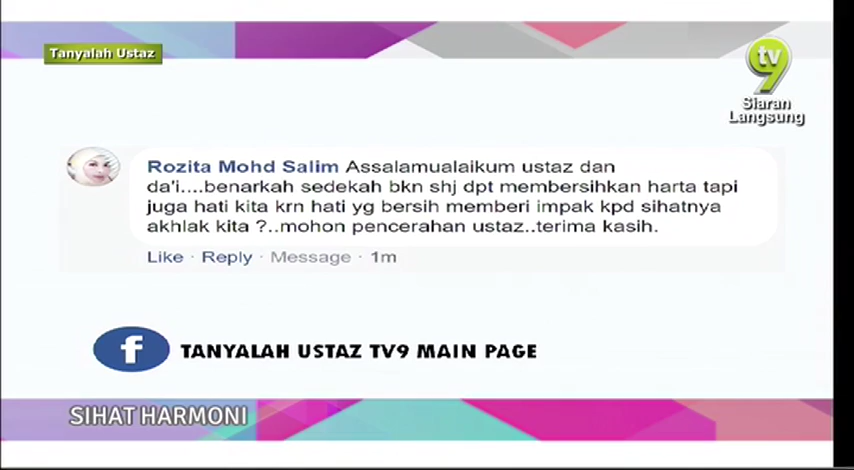 Tanyalah Ustaz
tv
9
Siaran
Langsung
Rozita Mohd Salim Assalamualaikum ustaz dan
da'i....benarkah sedekah bkn shj dpt membersihkan harta tapi
juga hati kita krn hati yg bersih memberi impak kpd sihatnya
akhlak kita ?..mohon pencerahan ustaz..terima kasih.
Like · Reply · Message · 1m
f TANYALAH USTAZ TV9 MAIN PAGE
SIHAT HARMONI